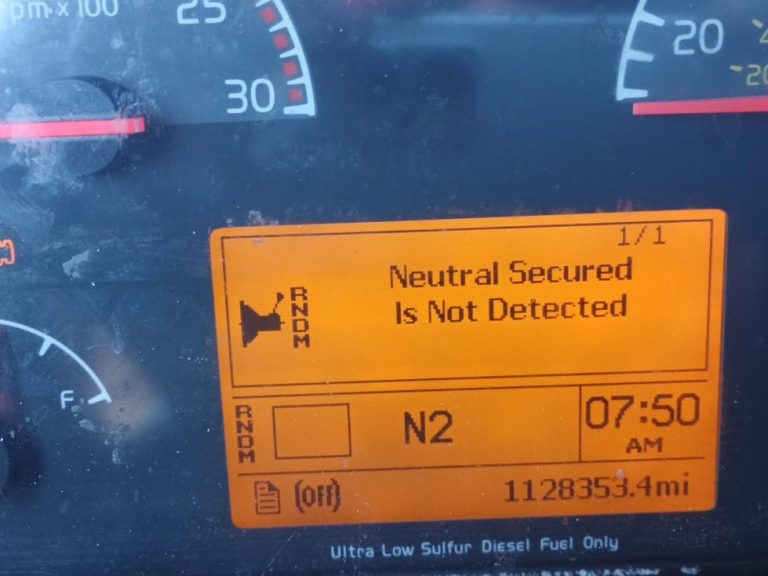 rpm x 100
25
30
20
20
F
1/1
Neutral Secured
Is Not Detected
R
N
D
M
R
N
D
M
N2
07:50
AM
(Off)
1128353.4mi
Ultra Low Sulfur Diesel Fuel Only